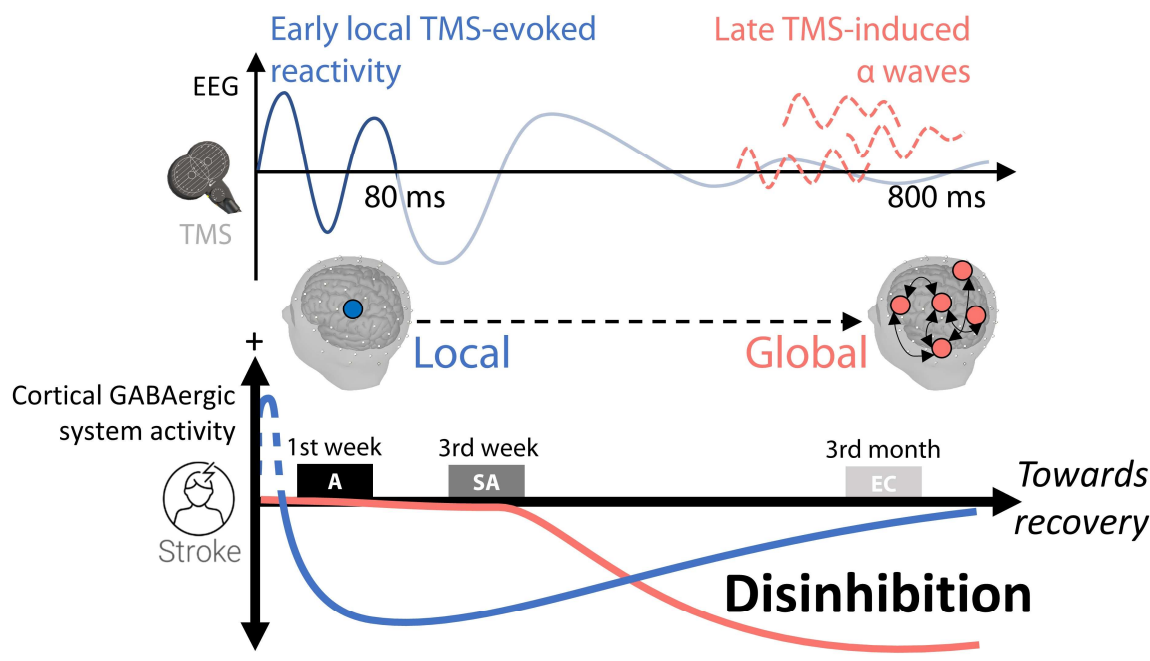 Early local TMS-evoked
reactivity
Late TMS-induced
α waves
EEG
TMS
80 ms
800 ms
Local
Global
+
Cortical GABAergic
system activity
1st week
A
3rd week
SA
3rd month
EC
Stroke
Towards
recovery
Disinhibition